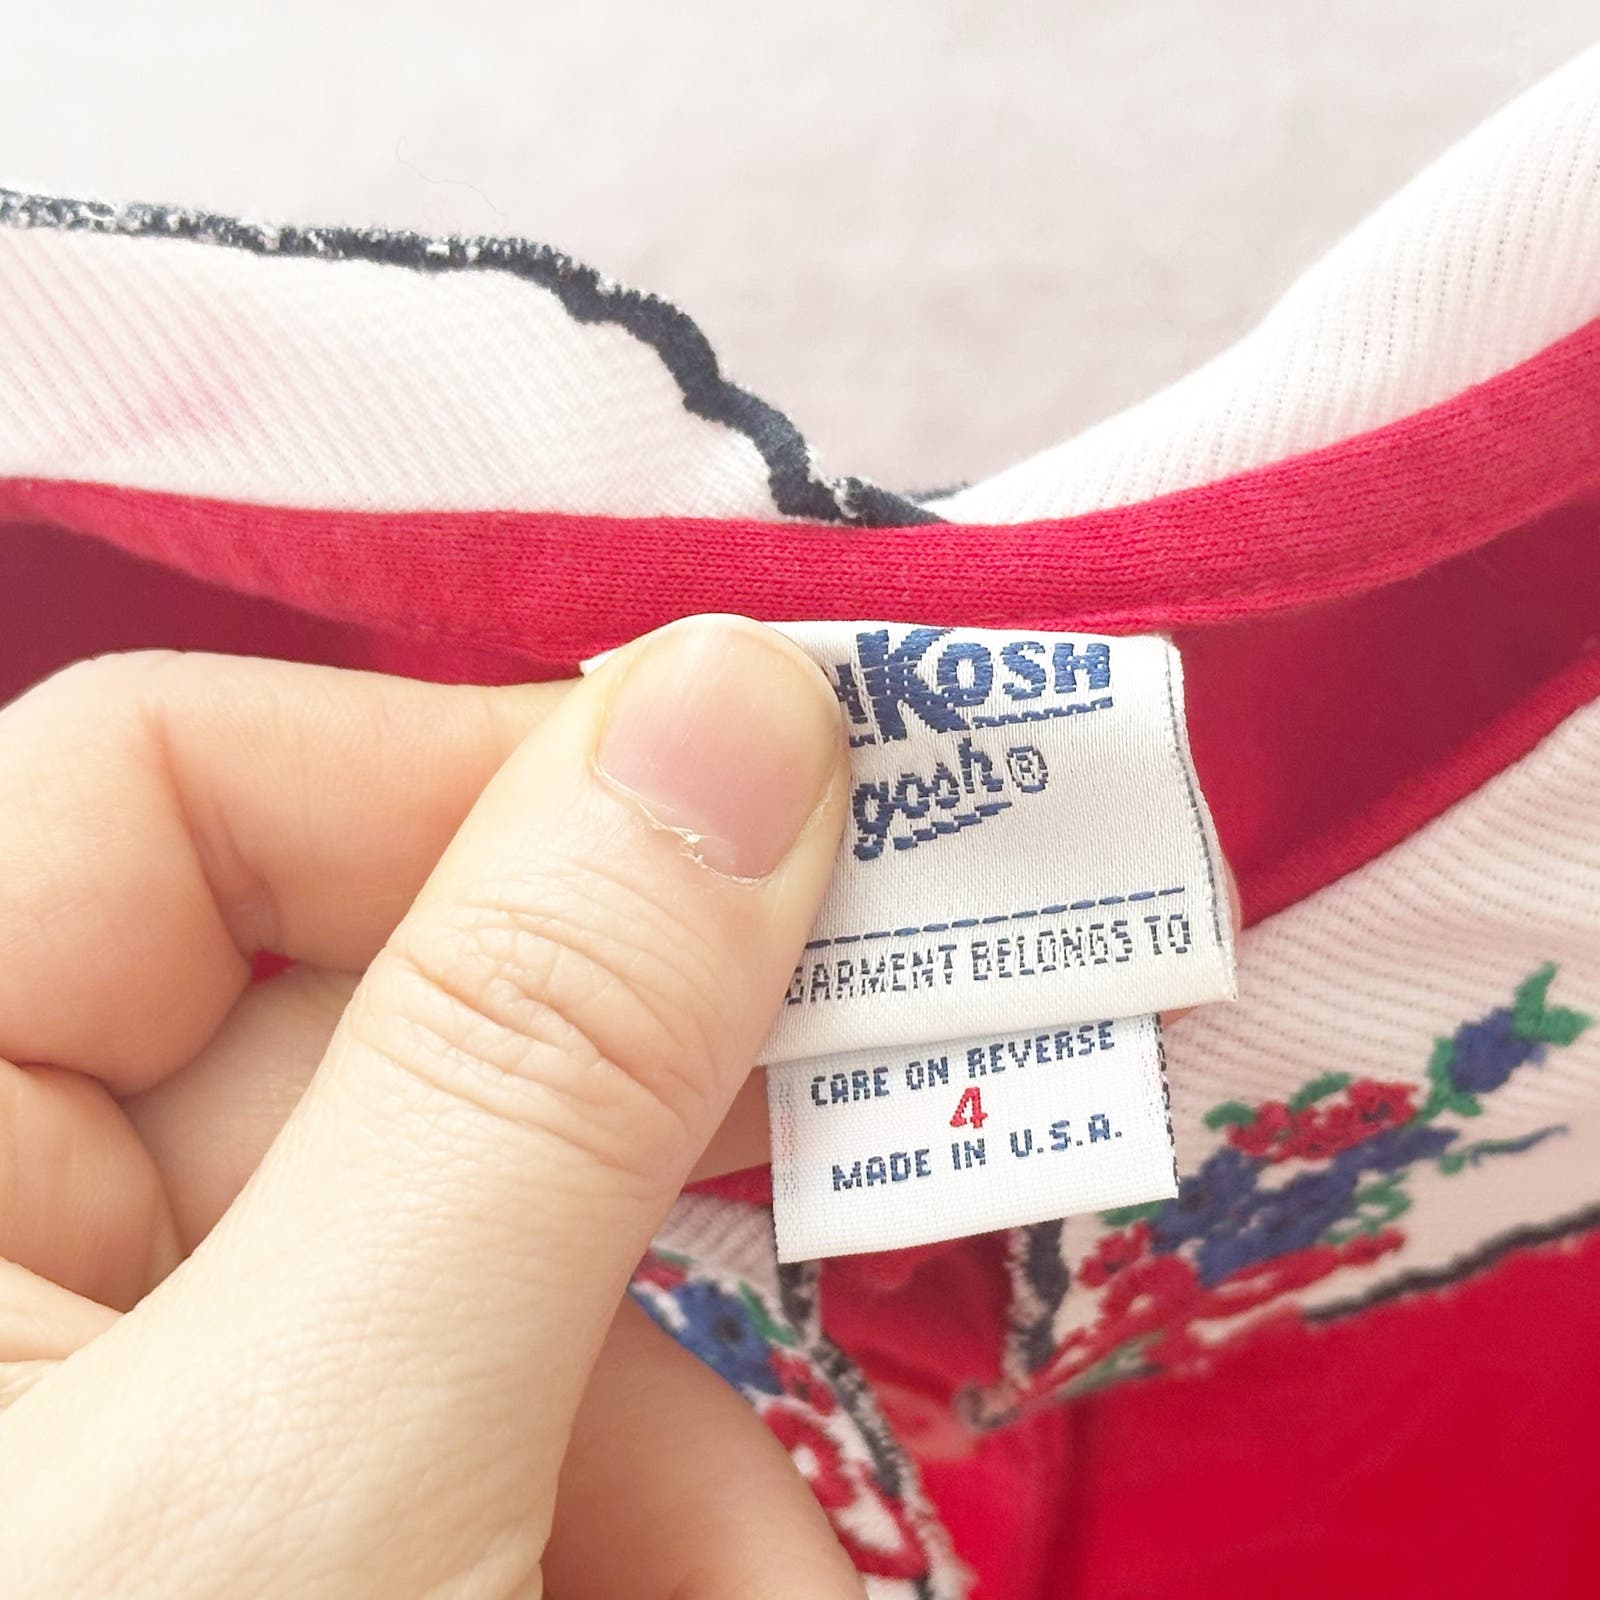 KOSH
gosh®
GARMENT BELONGS TO
CARE ON REVERSE
4
MADE IN U.S.A.